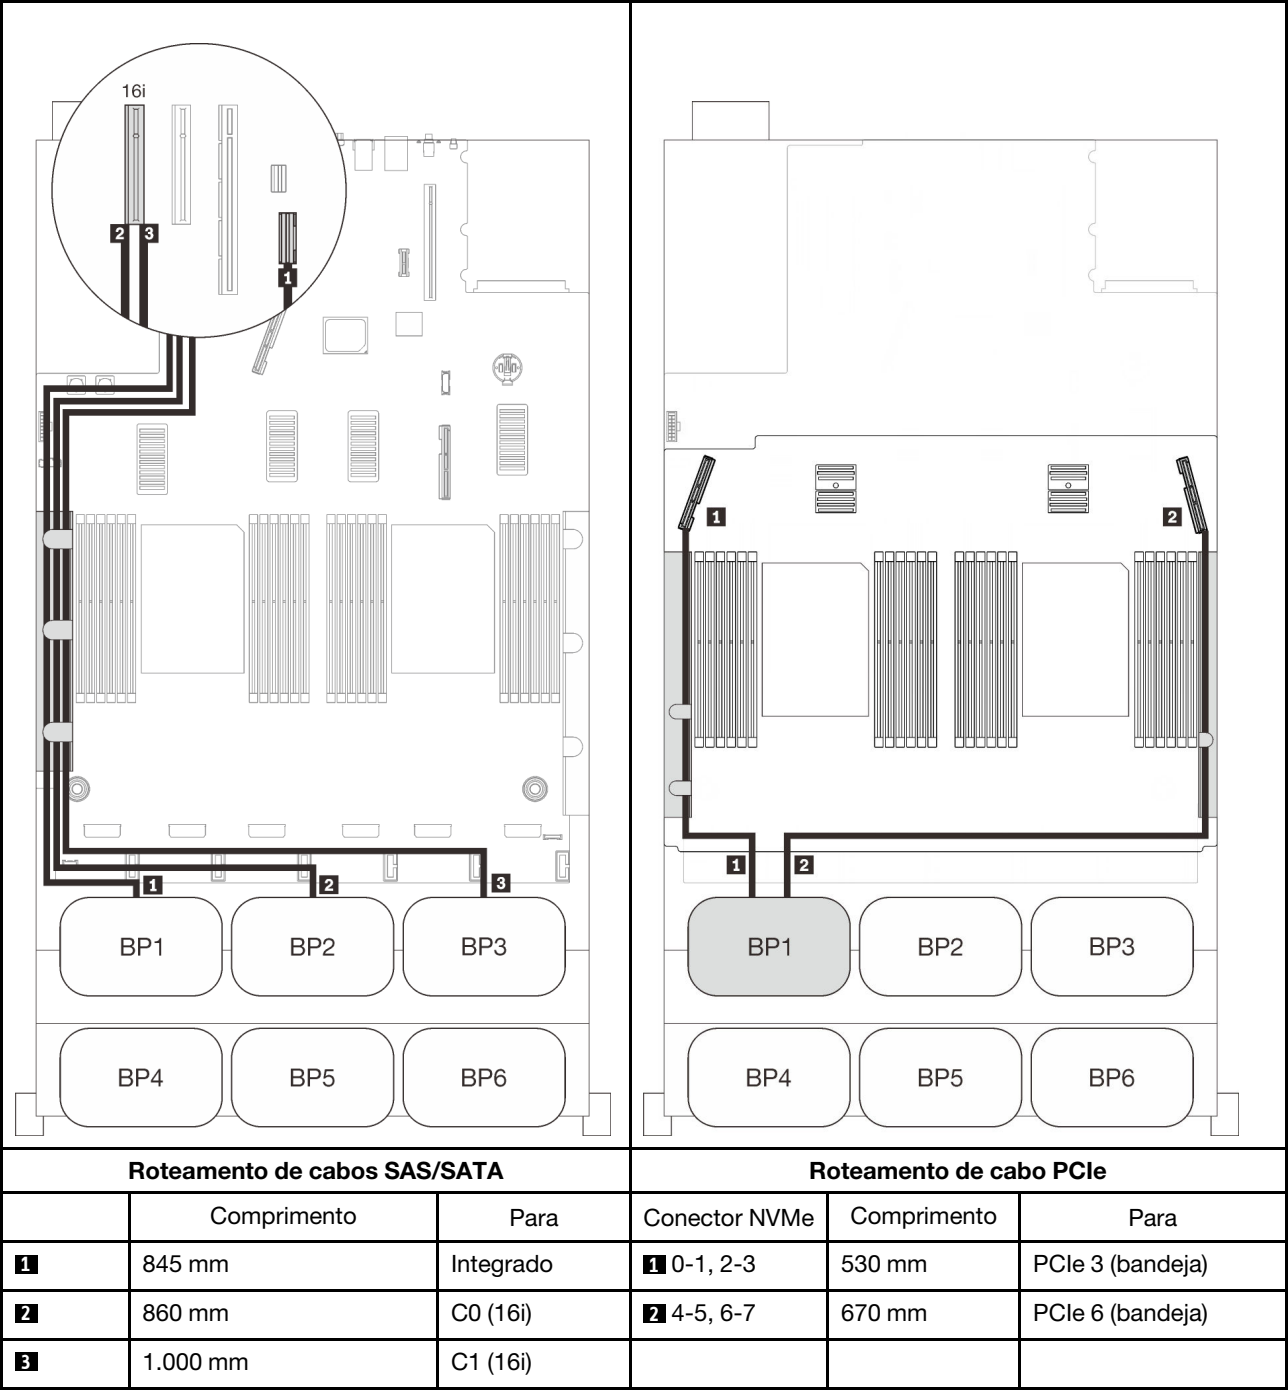 16i
2 3
1
1 2 3
BP1 BP2 BP3
BP4 BP5 BP6
1 2
1 2
BP1 BP2 BP3
BP4 BP5 BP6
Roteamento de cabos SAS/SATA
Roteamento de cabo PCIe
Comprimento Para Conector NVMe Comprimento Para
1 845 mm Integrado 1 0-1, 2-3 530 mm PCIe 3 (bandeja)
2 860 mm C0 (16i) 2 4-5, 6-7 670 mm PCIe 6 (bandeja)
3 1.000 mm C1 (16i)